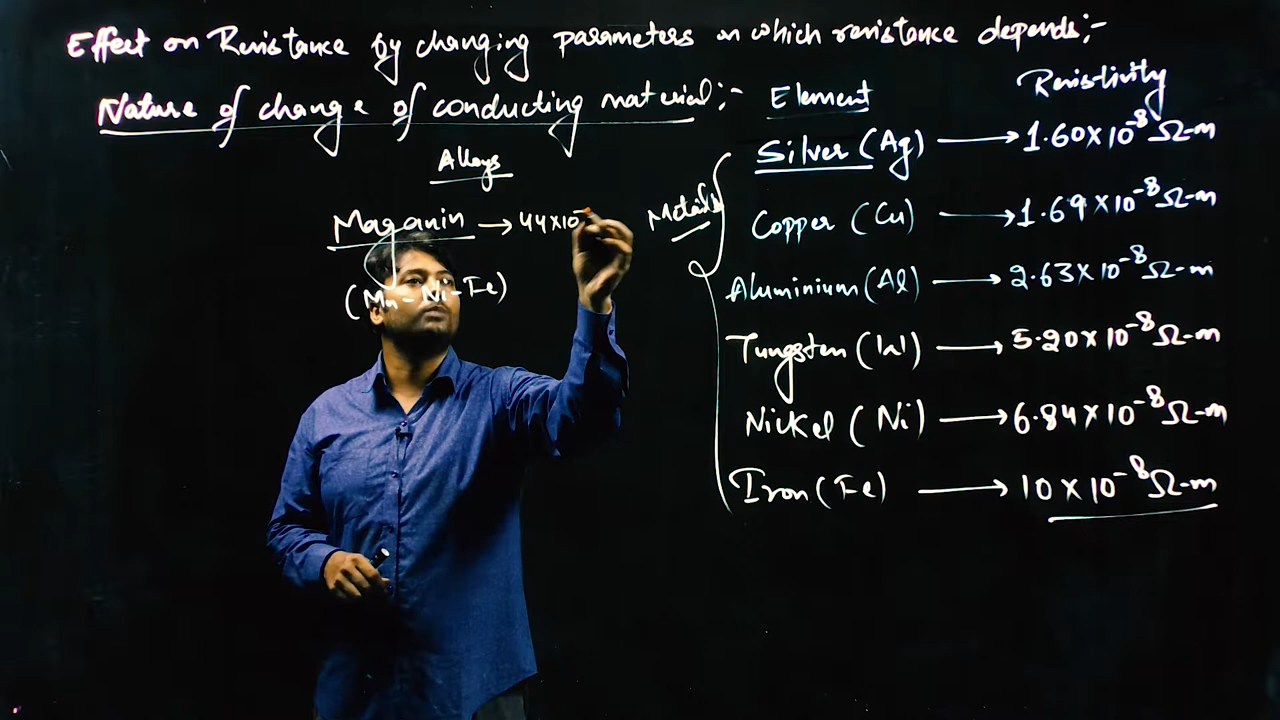 Effect on Resistance by changing parameters on which resistance depends:-
Nature of change of conducting material:-
Alloys
Maganin → 44×10
(Mn-Ni-Fe)
Metals
Element Resistivity
Silver (Ag) → 1.60×10⁻⁸ Ω-m
Copper (Cu) → 1.69×10⁻⁸ Ω-m
Aluminium (Al) → 2.63×10⁻⁸ Ω-m
Tungsten (W) → 5.20×10⁻⁸ Ω-m
Nickel (Ni) → 6.84×10⁻⁸ Ω-m
Iron (Fe) → 10×10⁻⁸ Ω-m